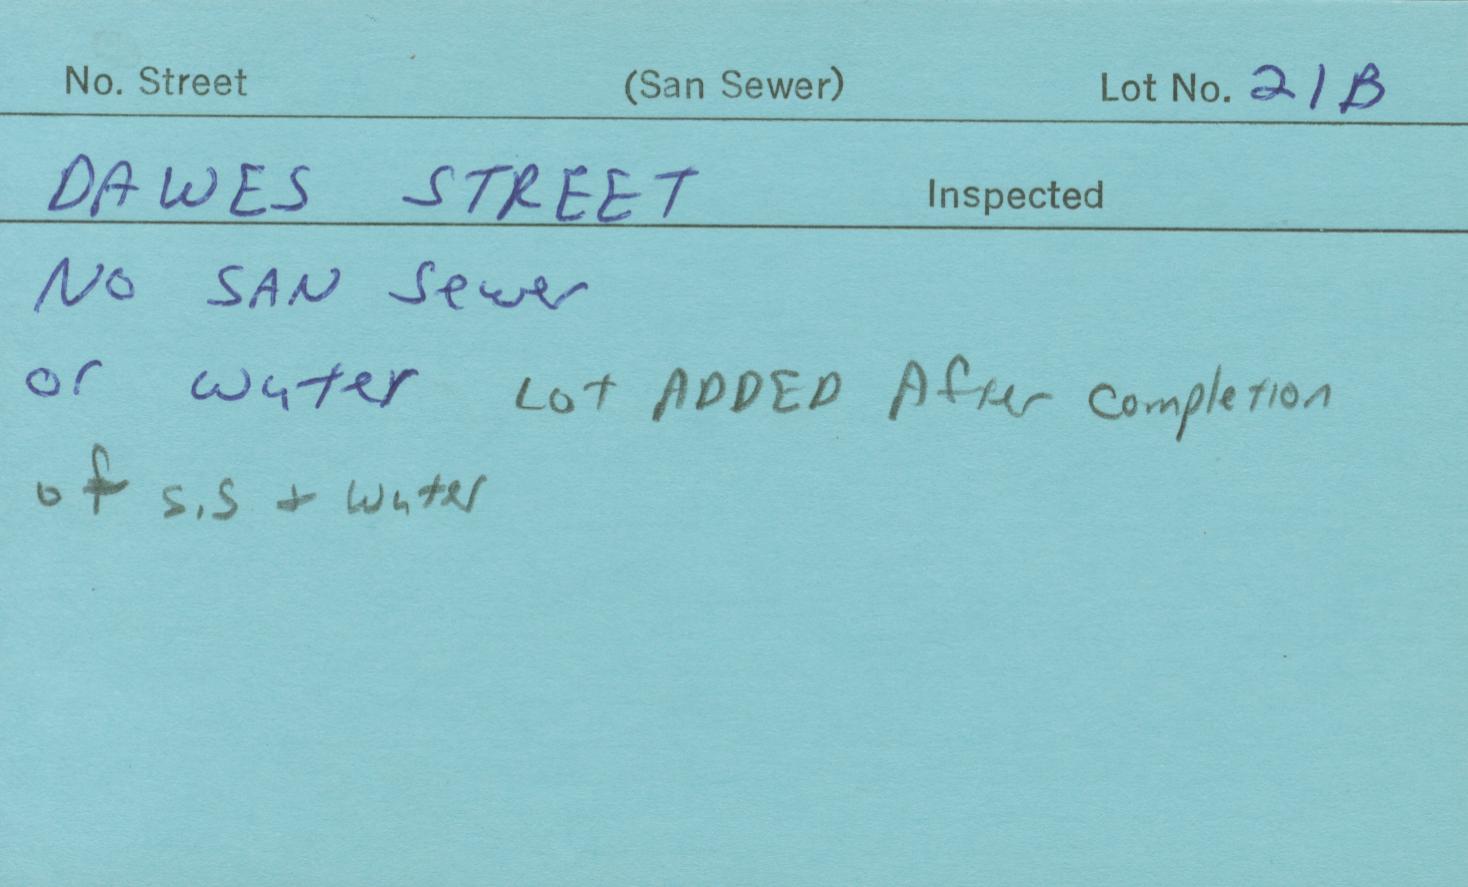 No. Street (San Sewer) Lot No. 21B
DAWES STREET Inspected
No SAN Sewer
or water Lot ADDED After completion
of S.S + water